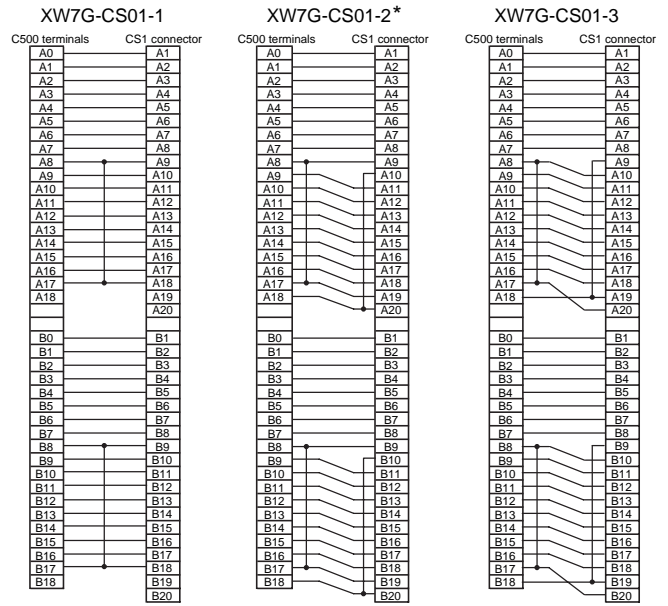 XW7G-CS01-1 XW7G-CS01-2* XW7G-CS01-3
C500 terminals CS1 connector C500 terminals CS1 connector C500 terminals CS1 connector
A0 A1 A0 A1 A0 A1
A1 A2 A1 A2 A1 A2
A2 A3 A2 A3 A2 A3
A3 A4 A3 A4 A3 A4
A4 A5 A4 A5 A4 A5
A5 A6 A5 A6 A5 A6
A6 A7 A6 A7 A6 A7
A7 A8 A7 A8 A7 A8
A8 A9 A8 A9 A8 A9
A9 A10 A9 A10 A9 A10
A10 A11 A10 A11 A10 A11
A11 A12 A11 A12 A11 A12
A12 A13 A12 A13 A12 A13
A13 A14 A13 A14 A13 A14
A14 A15 A14 A15 A14 A15
A15 A16 A15 A16 A15 A16
A16 A17 A16 A17 A16 A17
A17 A18 A17 A18 A17 A18
A18 A19 A18 A19 A18 A19
A20 A20 A20
B0 B1 B0 B1 B0 B1
B1 B2 B1 B2 B1 B2
B2 B3 B2 B3 B2 B3
B3 B4 B3 B4 B3 B4
B4 B5 B4 B5 B4 B5
B5 B6 B5 B6 B5 B6
B6 B7 B6 B7 B6 B7
B7 B8 B7 B8 B7 B8
B8 B9 B8 B9 B8 B9
B9 B10 B9 B10 B9 B10
B10 B11 B10 B11 B10 B11
B11 B12 B11 B12 B11 B12
B12 B13 B12 B13 B12 B13
B13 B14 B13 B14 B13 B14
B14 B15 B14 B15 B14 B15
B15 B16 B15 B16 B15 B16
B16 B17 B16 B17 B16 B17
B17 B18 B17 B18 B17 B18
B18 B19 B18 B19 B18 B19
B20 B20 B20